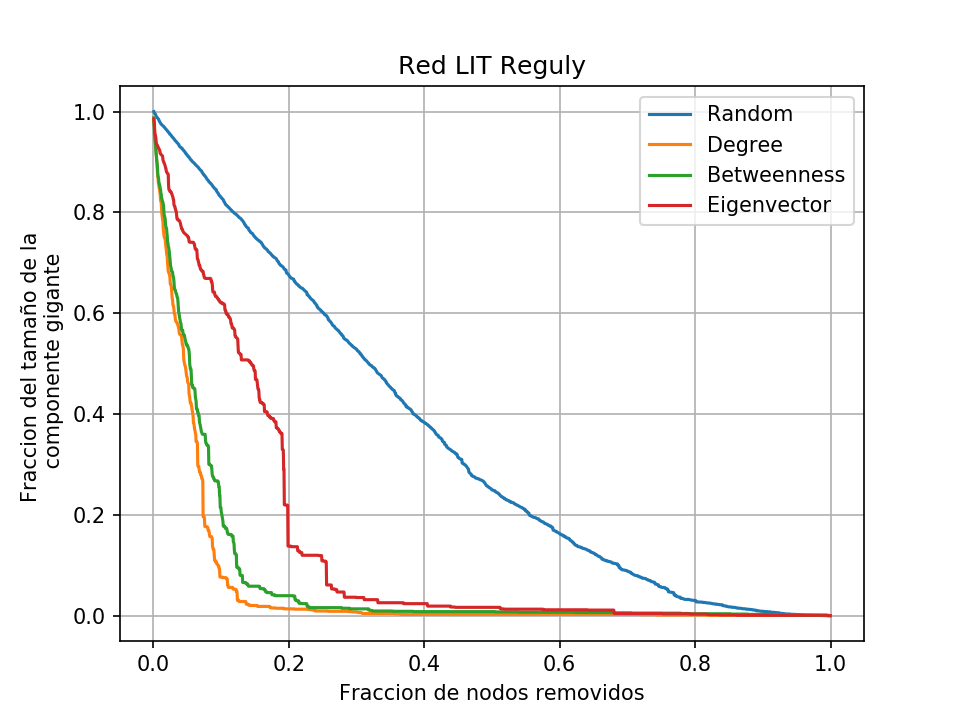 Red LIT Reguly
Random
Degree
Betweenness
Eigenvector
1.0
0.8
0.6
0.4
0.2
0.0
Fraccion del tamaño de la
componente gigante
0.0 0.2 0.4 0.6 0.8 1.0
Fraccion de nodos removidos